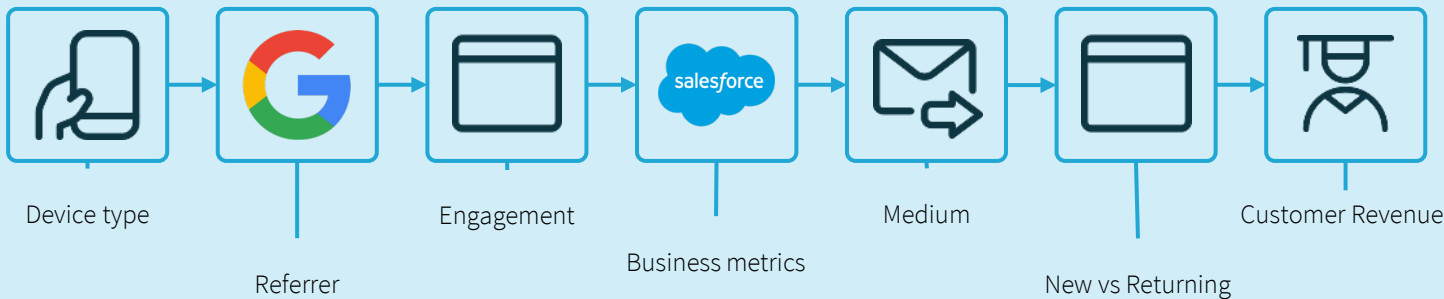 salesforce
Device type
Engagement
Medium
Customer Revenue
Business metrics
Referrer
New vs Returning